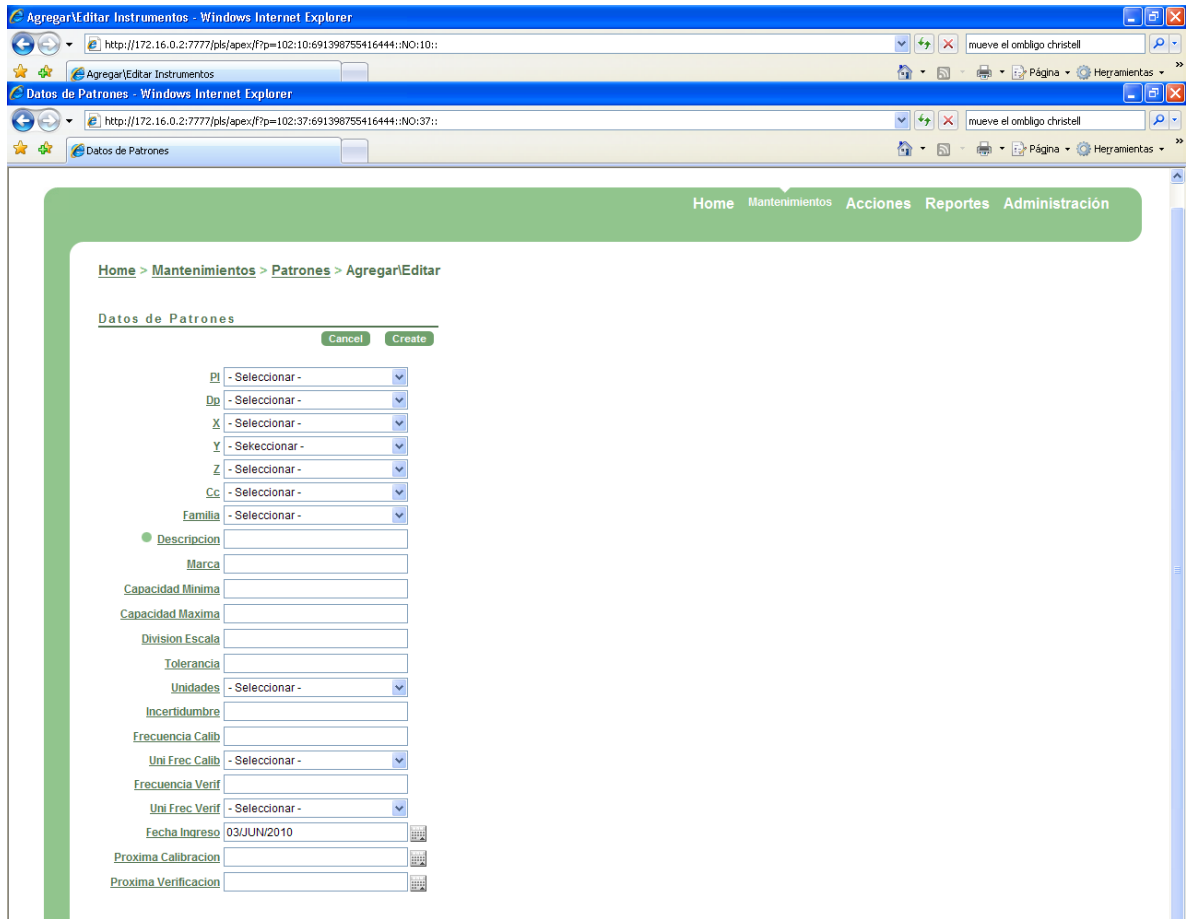 Agregar\Editar Instrumentos - Windows Internet Explorer
http://172.16.0.2:7777/pls/apex/f?p=102:10:691398755416444::NO:10::
mueve el ombligo christell
Agregar\Editar Instrumentos
Página
Herramientas
»
Datos de Patrones - Windows Internet Explorer
http://172.16.0.2:7777/pls/apex/f?p=102:37:691398755416444::NO:37::
mueve el ombligo christell
Datos de Patrones
Página
Herramientas
»
Home Mantenimientos Acciones Reportes Administración
Home > Mantenimientos > Patrones > Agregar\Editar
Datos de Patrones
Cancel Create
Pl - Seleccionar -
Dp - Seleccionar -
X - Seleccionar -
Y - Sekeccionar -
Z - Seleccionar -
Cc - Seleccionar -
Familia - Seleccionar -
Descripcion
Marca
Capacidad Minima
Capacidad Maxima
Division Escala
Tolerancia
Unidades - Seleccionar -
Incertidumbre
Frecuencia Calib
Uni Frec Calib - Seleccionar -
Frecuencia Verif
Uni Frec Verif - Seleccionar -
Fecha Ingreso 03/JUN/2010
Proxima Calibracion
Proxima Verificacion